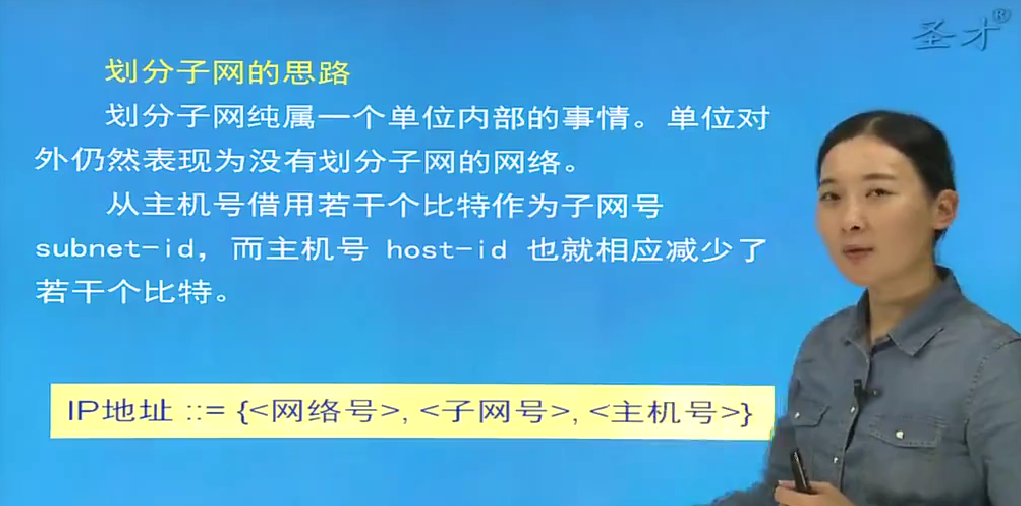 圣才®
划分子网的思路
划分子网纯属一个单位内部的事情。单位对
外仍然表现为没有划分子网的网络。
从主机号借用若干个比特作为子网号
subnet-id，而主机号 host-id 也就相应减少了
若干个比特。
IP地址 ::= {<网络号>, <子网号>, <主机号>}